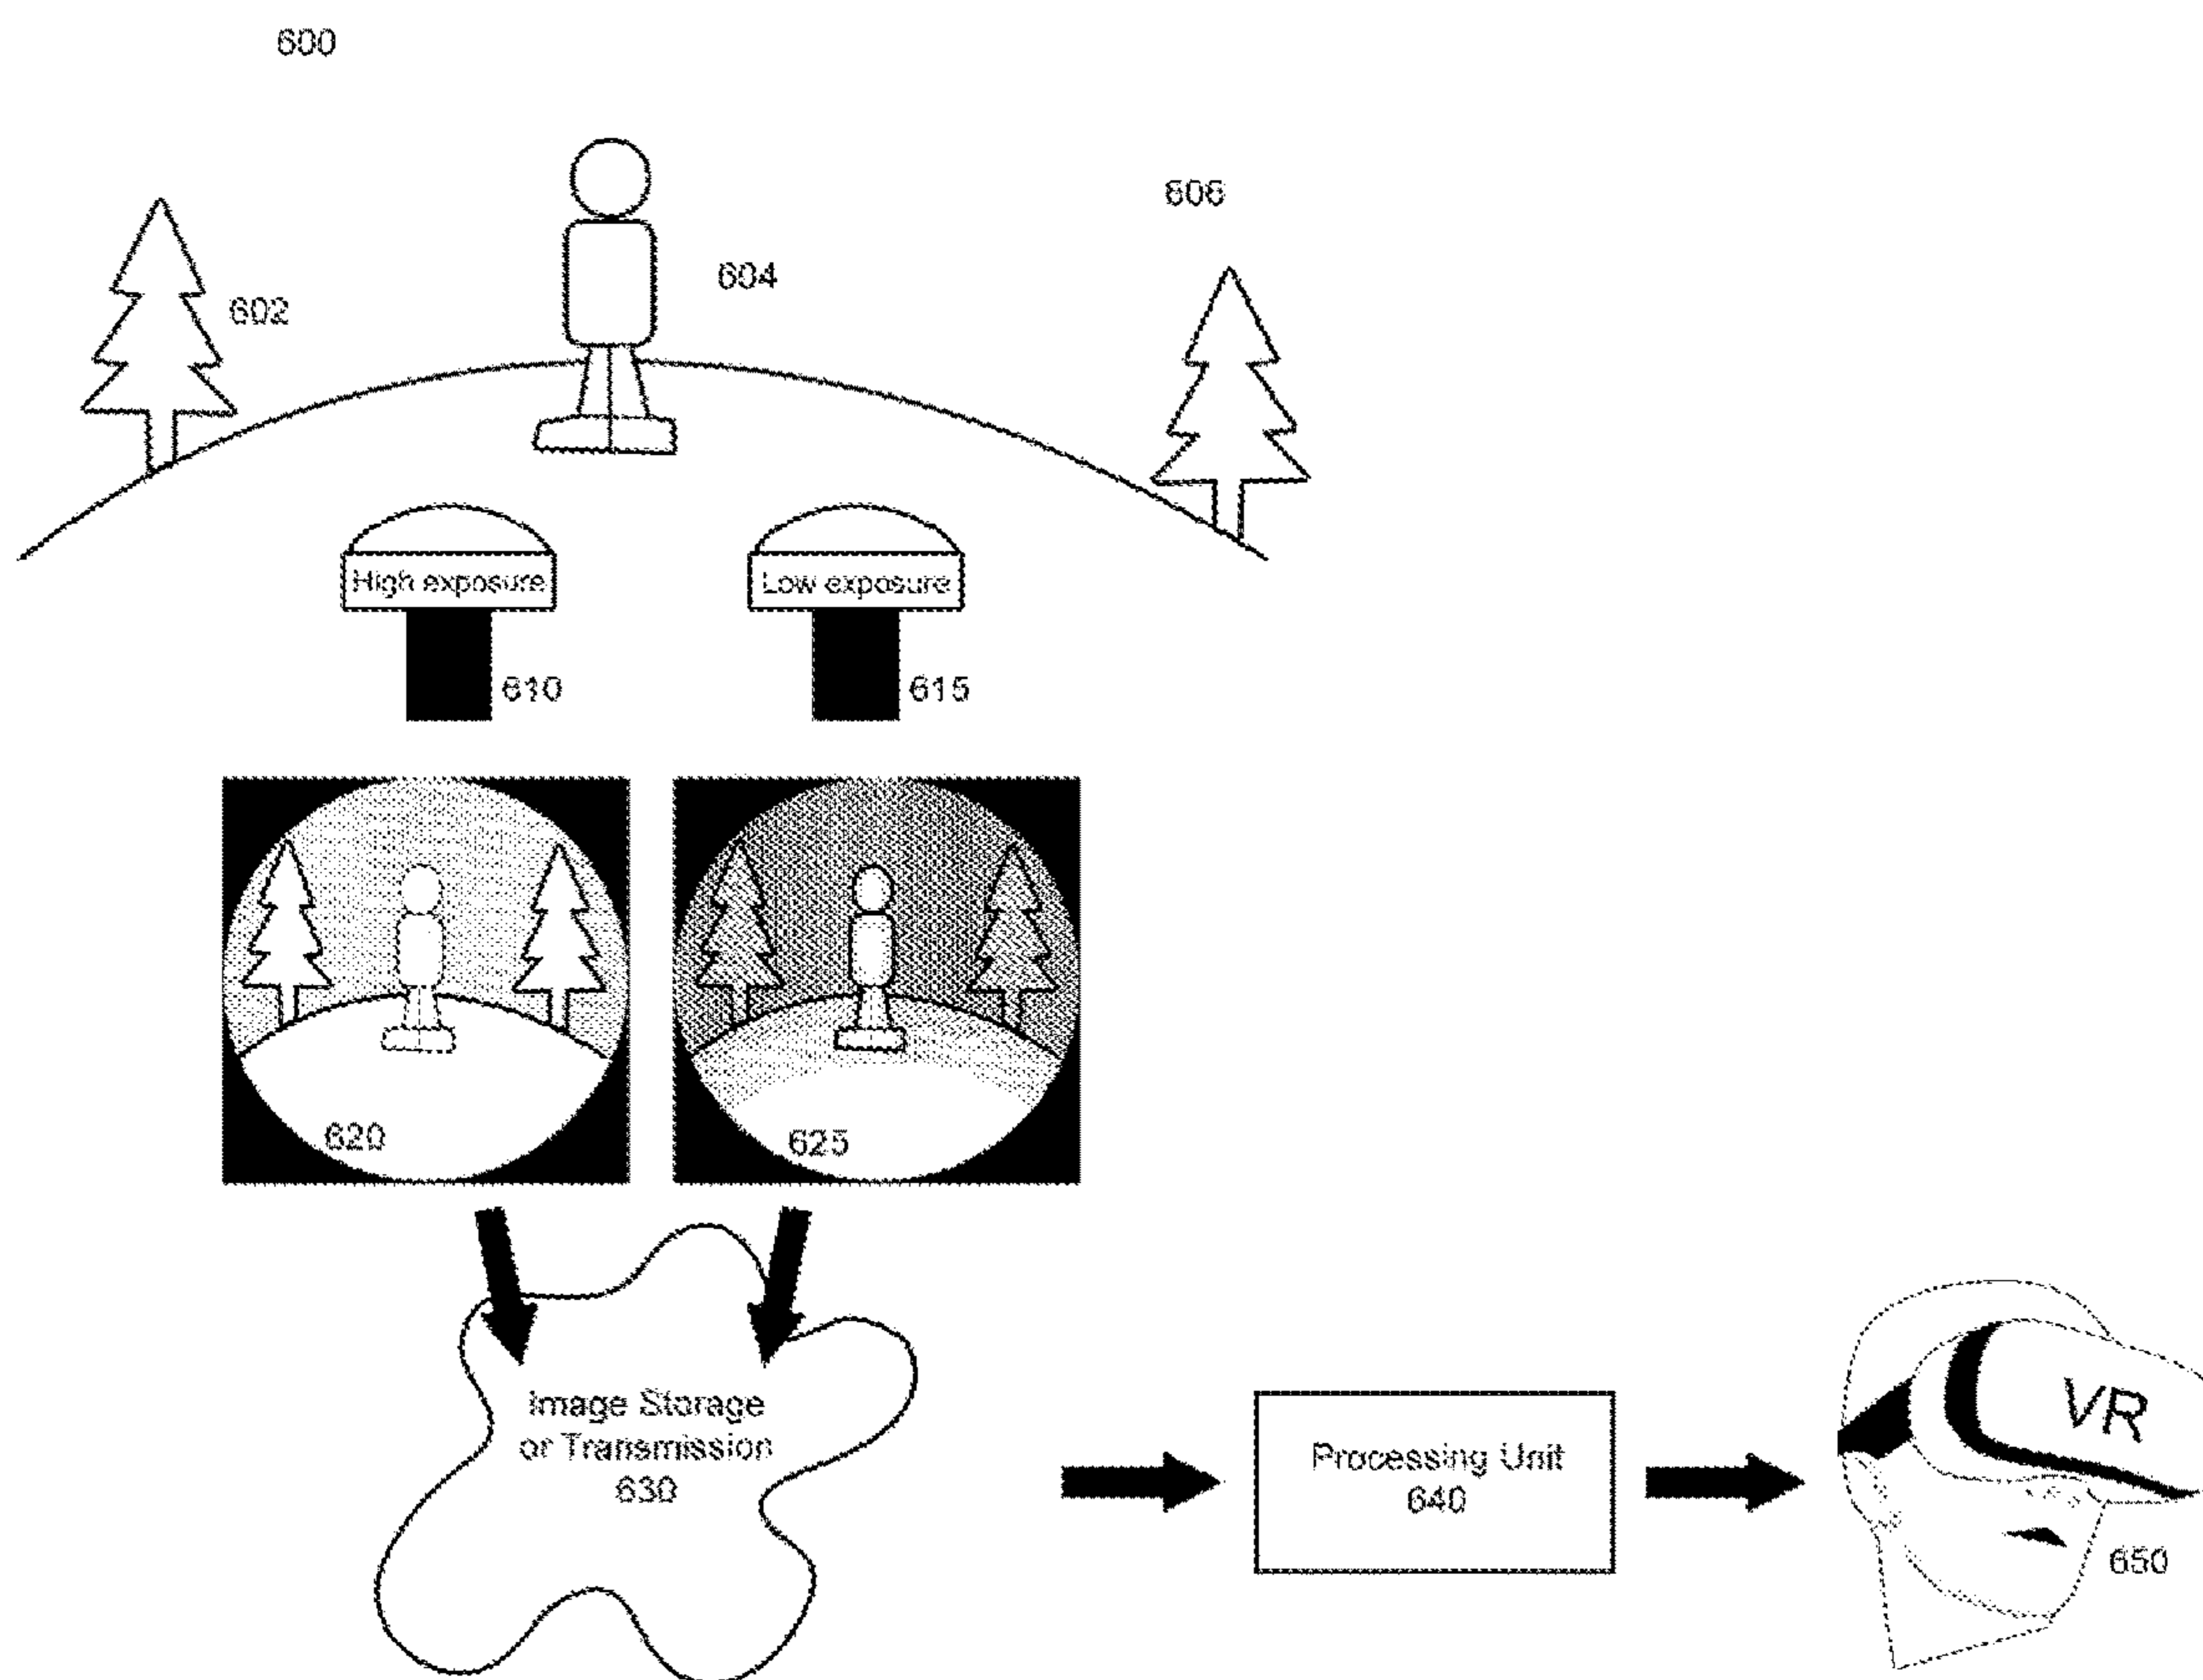 600
606
604
602
High exposure
Low exposure
610
615
620
625
Image Storage
or Transmission
630
Processing Unit
640
VR
650